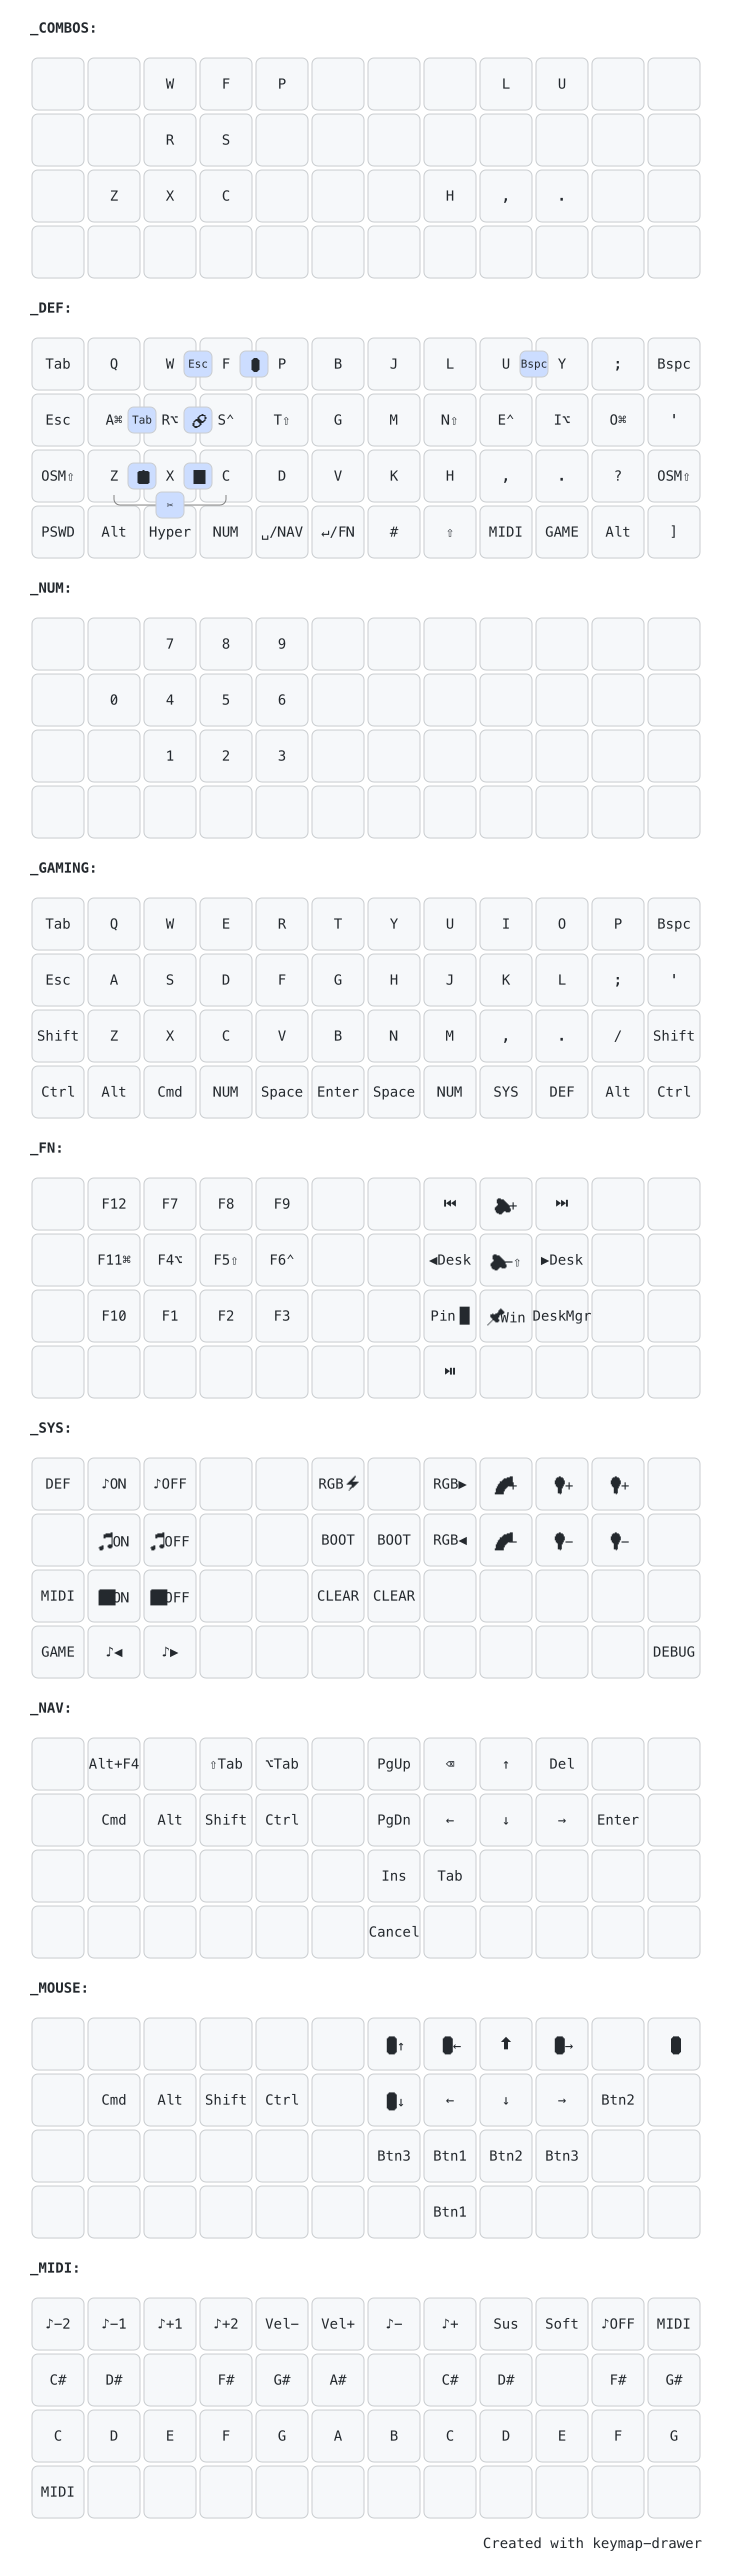 _COMBOS:
W F P L U
R S
Z X C H , .
_DEF:
Tab Q W Esc F P B J L U Bspc Y ; Bspc
Esc A⌘ Tab R⌥ 🔗 S^ T⇧ G M N⇧ E^ I⌥ O⌘ '
OSM⇧ Z X C D V K H , . ? OSM⇧
✂
PSWD Alt Hyper NUM ␣/NAV ↵/FN # ⇧ MIDI GAME Alt ]
_NUM:
7 8 9
0 4 5 6
1 2 3
_GAMING:
Tab Q W E R T Y U I O P Bspc
Esc A S D F G H J K L ; '
Shift Z X C V B N M , . / Shift
Ctrl Alt Cmd NUM Space Enter Space NUM SYS DEF Alt Ctrl
_FN:
F12 F7 F8 F9 ⏮ + ⏭
F11⌘ F4⌥ F5⇧ F6^ ◀Desk −⇧ ▶Desk
F10 F1 F2 F3 Pin 📌Win DeskMgr
⏯
_SYS:
DEF ♪ON ♪OFF RGB⚡ RGB▶ 🌈+ 💡+ 💡+
🎵ON 🎵OFF BOOT BOOT RGB◀ 🌈− 💡− 💡−
MIDI ON OFF CLEAR CLEAR
GAME ♪◀ ♪▶ DEBUG
_NAV:
Alt+F4 ⇧Tab ⌥Tab PgUp ⌫ ↑ Del
Cmd Alt Shift Ctrl PgDn ← ↓ → Enter
Ins Tab
Cancel
_MOUSE:
↑ ← ⬆ →
Cmd Alt Shift Ctrl ↓ ← ↓ → Btn2
Btn3 Btn1 Btn2 Btn3
Btn1
_MIDI:
♪−2 ♪−1 ♪+1 ♪+2 Vel− Vel+ ♪− ♪+ Sus Soft ♪OFF MIDI
C# D# F# G# A# C# D# F# G#
C D E F G A B C D E F G
MIDI
Created with keymap-drawer